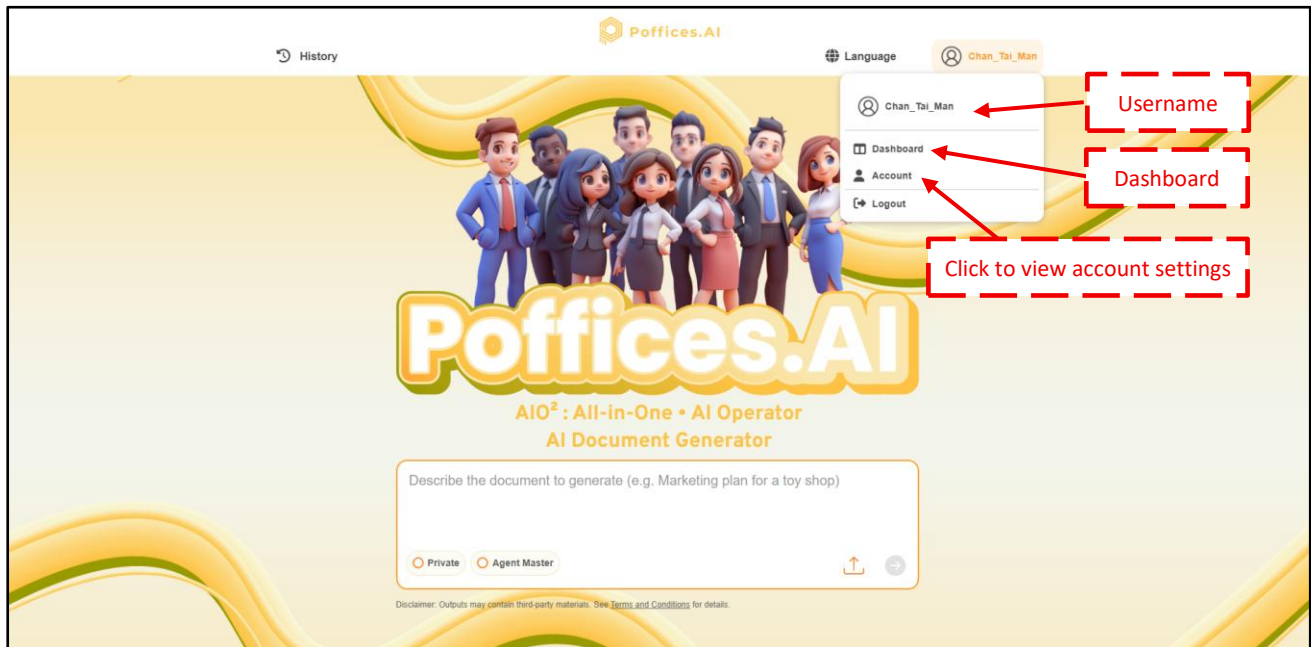 Poffices.AI
History
Language
Chan_Tai_Man
Chan_Tai_Man
Username
Dashboard
Dashboard
Account
Logout
Click to view account settings
Poffices.AI
AIO² : All-in-One • AI Operator
AI Document Generator
Describe the document to generate (e.g. Marketing plan for a toy shop)
Private
Agent Master
Disclaimer: Outputs may contain third-party materials. See Terms and Conditions for details.